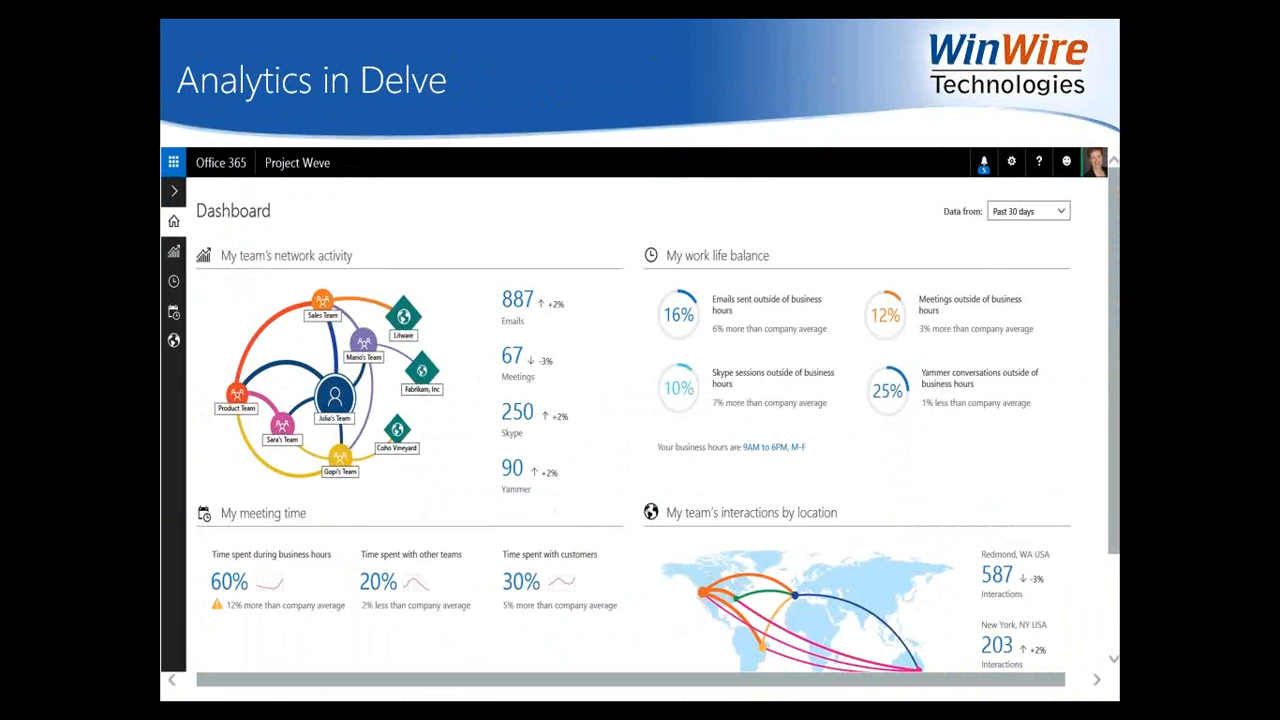 Analytics in Delve
WinWire
Technologies
Office 365
Project Weve
5
Dashboard
Data from:
Past 30 days
My team's network activity
Sales Team
Litware
Mario's Team
Fabrikam, Inc
Product Team
Julia's Team
Sara's Team
Coho Vineyard
Gopi's Team
887 ↑ +2%
Emails
67 ↓ -3%
Meetings
250 ↑ +2%
Skype
90 ↑ +2%
Yammer
My work life balance
16%
Emails sent outside of business
hours
6% more than company average
12%
Meetings outside of business
hours
3% more than company average
10%
Skype sessions outside of business
hours
7% more than company average
25%
Yammer conversations outside of
business hours
1% less than company average
Your business hours are 9AM to 6PM, M-F
My meeting time
Time spent during business hours
60%
12% more than company average
Time spent with other teams
20%
2% less than company average
Time spent with customers
30%
5% more than company average
My team's interactions by location
Redmond, WA USA
587 ↓ -3%
Interactions
New York, NY USA
203 ↑ +2%
Interactions